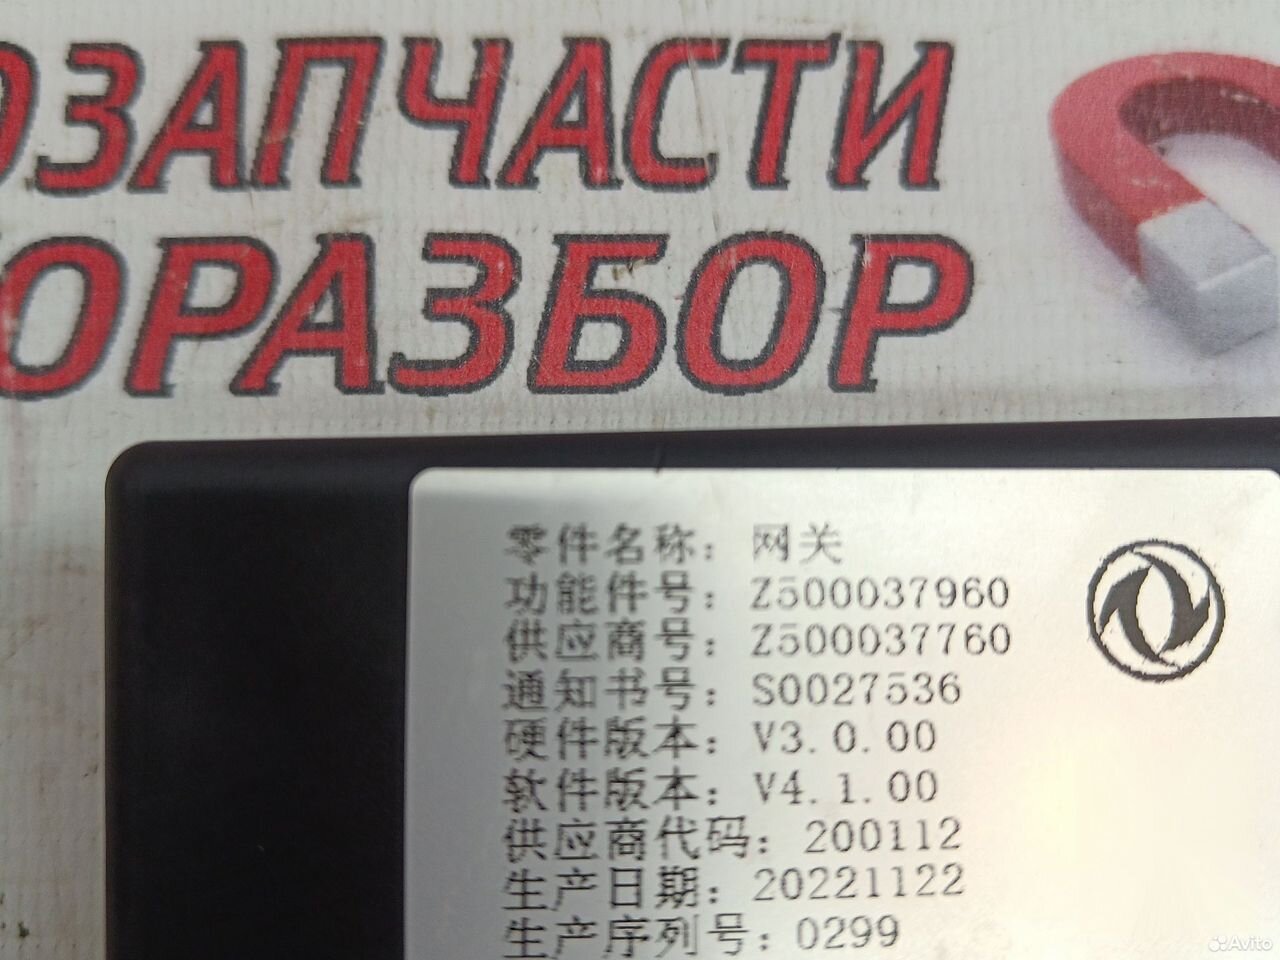 ОЗАПЧАСТИ
ОРАЗБОР
零件名称：网关
功能件号：Z500037960
供应商号：Z500037760
通知书号：S0027536
硬件版本：V3.0.00
软件版本：V4.1.00
供应商代码：200112
生产日期：20221122
生产序列号：0299
Avito